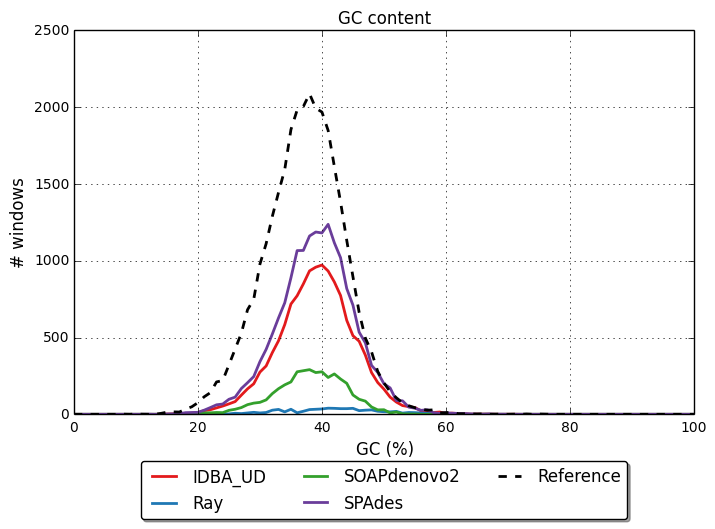 GC content
2500
2000
1500
1000
500
0
# windows
0 20 40 60 80 100
GC (%)
IDBA_UD SOAPdenovo2 Reference
Ray SPAdes